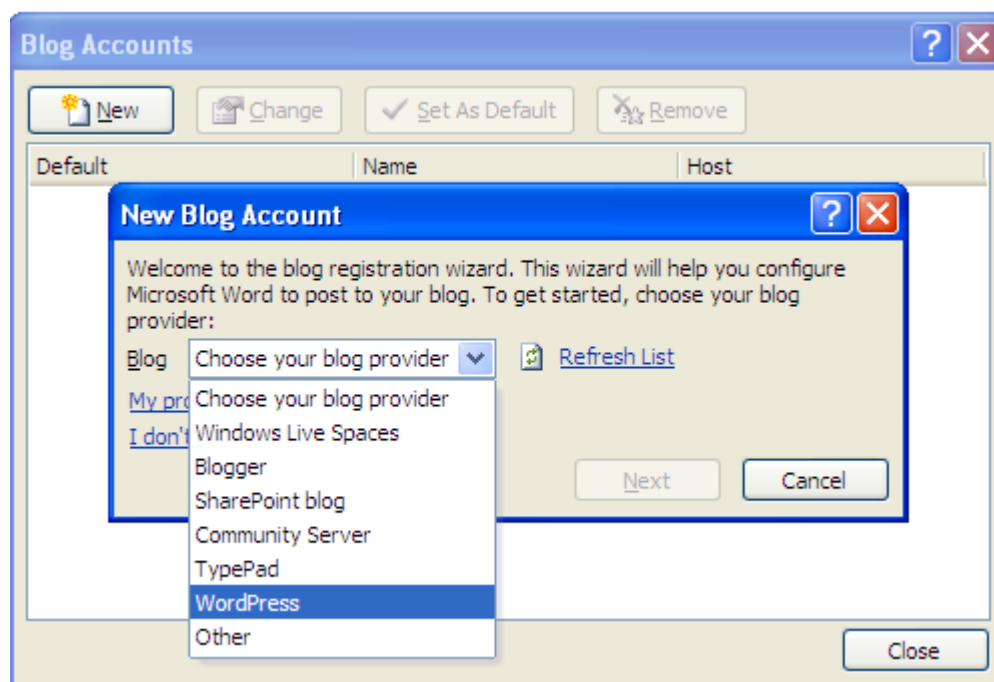 Blog Accounts
New Change Set As Default Remove
Default Name Host
New Blog Account
Welcome to the blog registration wizard. This wizard will help you configure
Microsoft Word to post to your blog. To get started, choose your blog
provider:
Blog Choose your blog provider Refresh List
My
Choose your blog provider
I don't
Windows Live Spaces
Blogger
SharePoint blog
Community Server
TypePad
WordPress
Other
Next Cancel
Close